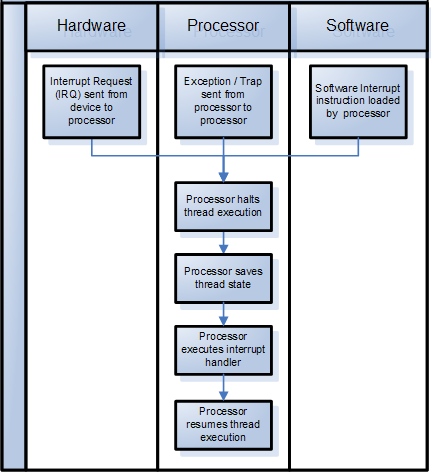 Hardware
Processor
Software
Interrupt Request
(IRQ) sent from
device to
processor
Exception / Trap
sent from
processor to
processor
Software Interrupt
instruction loaded
by processor
Processor halts
thread execution
Processor saves
thread state
Processor
executes interrupt
handler
Processor
resumes thread
execution